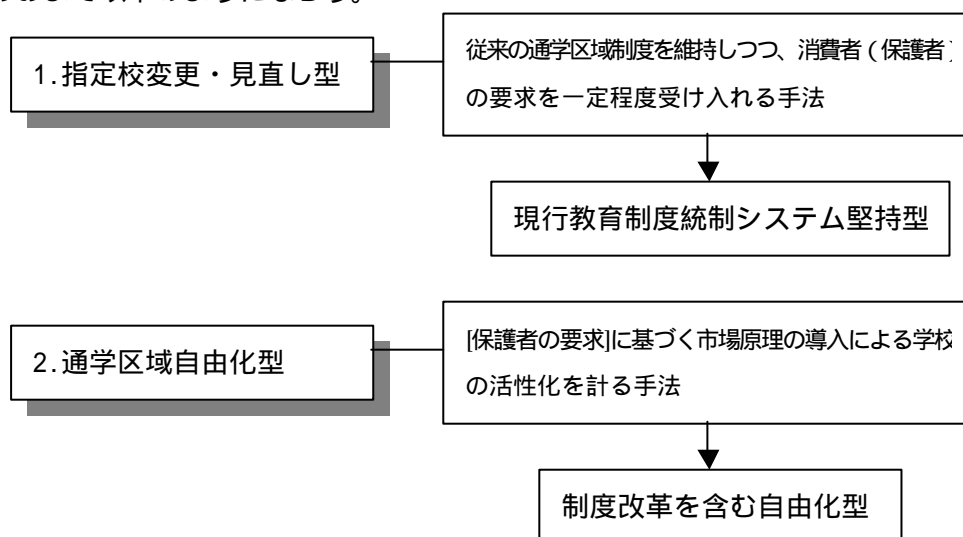 1.指定校変更・見直し型
従来の通学区域制度を維持しつつ、消費者(保護者)
の要求を一定程度受け入れる手法
現行教育制度統制システム堅持型
2.通学区域自由化型
[保護者の要求]に基づく市場原理の導入による学校
の活性化を計る手法
制度改革を含む自由化型